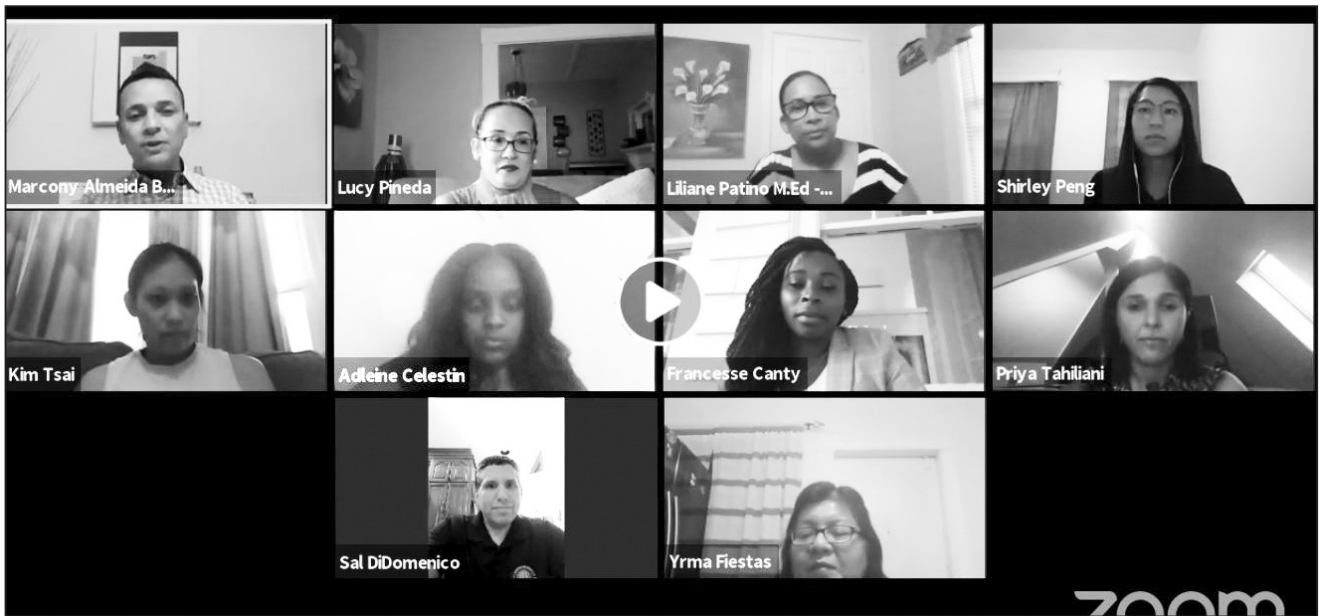 Marcony Almeida B...
Lucy Pineda
Liliane Patino M.Ed -...
Shirley Peng
Kim Tsai
Adleine Celestin
Francesse Canty
Priya Tahiliani
Sal DiDomenico
Yrma Fiestas
zoom